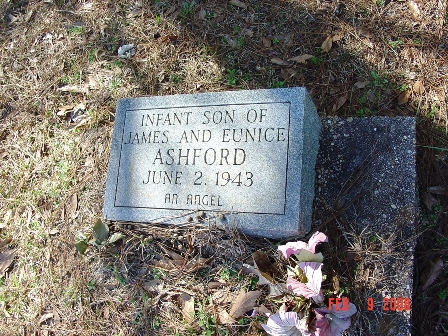 INFANT SON OF
JAMES AND EUNICE
ASHFORD
JUNE 2, 1943
AN ANGEL
FEB 9 2008